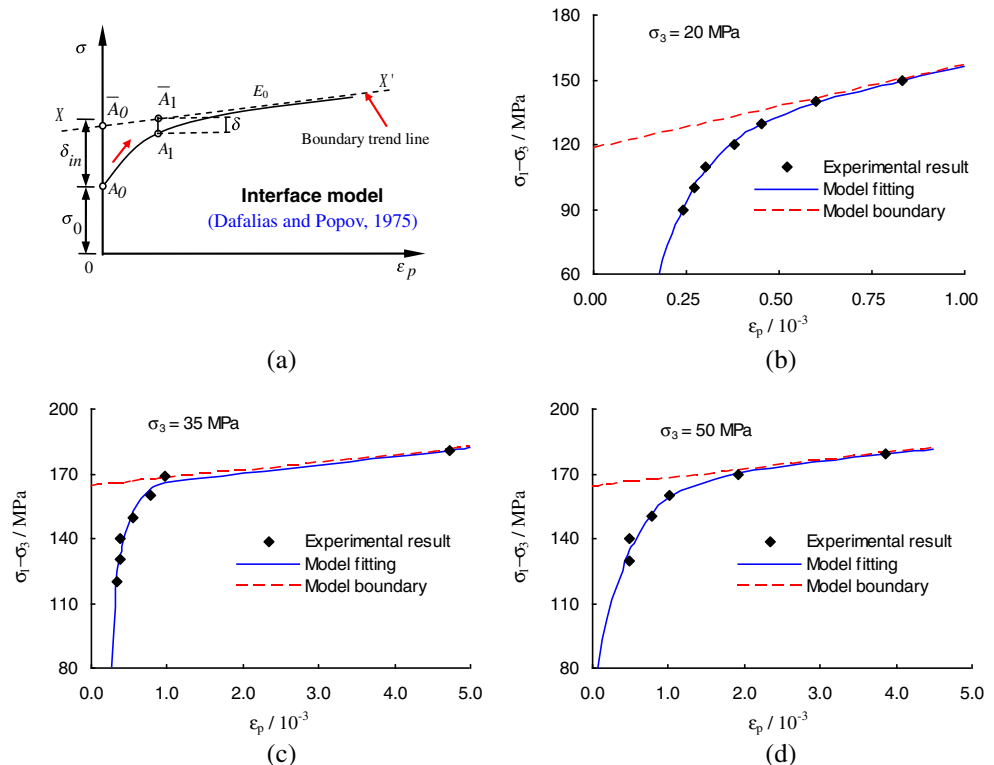 σ
X
A̅0
A̅1
E0
X'
δ
Boundary trend line
δin
A1
A0
Interface model
(Dafalias and Popov, 1975)
σ0
0
εp
(a)
σ3 = 20 MPa
σ1–σ3 / MPa
180
150
120
90
60
Experimental result
Model fitting
Model boundary
0.00 0.25 0.50 0.75 1.00
εp / 10-3
(b)
σ3 = 35 MPa
σ1–σ3 / MPa
200
170
140
110
80
Experimental result
Model fitting
Model boundary
0.0 1.0 2.0 3.0 4.0 5.0
εp / 10-3
(c)
σ3 = 50 MPa
σ1–σ3 / MPa
200
170
140
110
80
Experimental result
Model fitting
Model boundary
0.0 1.0 2.0 3.0 4.0 5.0
εp / 10-3
(d)